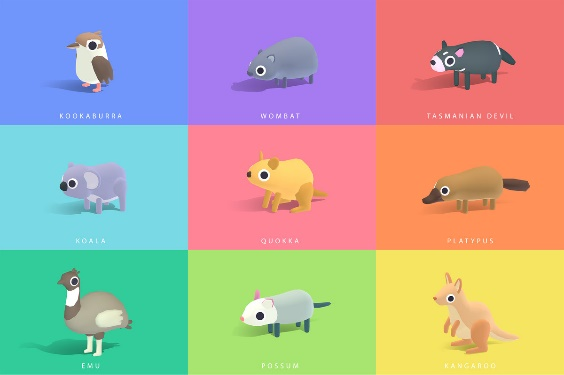 KOOKABURRA
WOMBAT
TASMANIAN DEVIL
KOALA
QUOKKA
PLATYPUS
EMU
POSSUM
KANGAROO